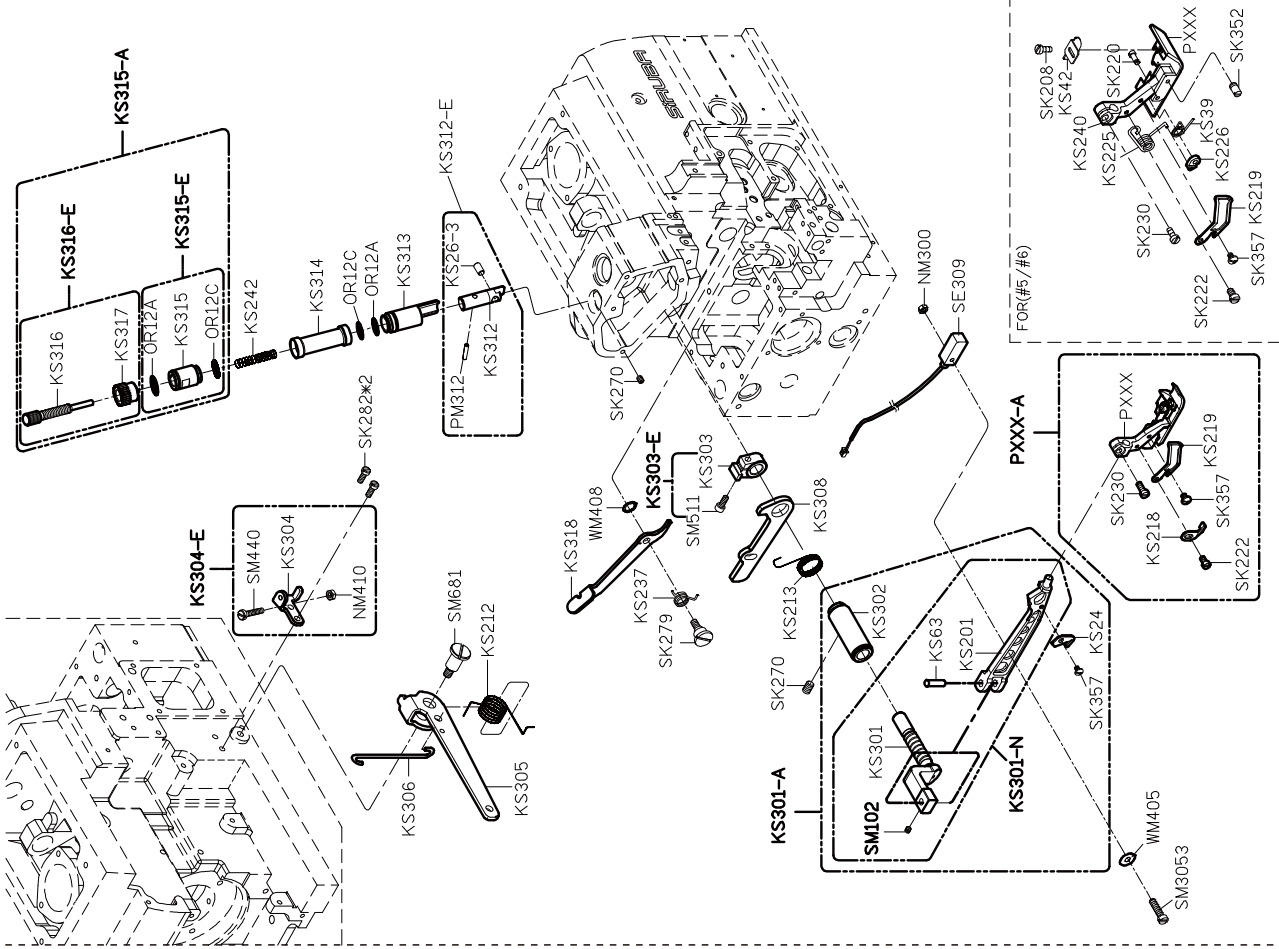 KS315-A
KS316-E
KS315-E
KS316
KS317
OR12A
KS315
OR12C
KS242
KS314
OR12C
OR12A
KS313
KS312-E
KS26-3
KS312
PM312
SIRUBA
SK270
NM300
SE309
SK208
KS42
SK220
PXXX
SK352
KS240
KS225
KS39
KS226
KS219
SK230
SK357
SK222
FOR(#5/#6)
SK282*2
KS304-E
SM440
KS304
NM410
SM681
KS212
KS306
KS305
KS318
WM408
KS303-E
KS303
SM511
KS308
KS237
SK279
KS213
KS302
SK270
KS63
KS201
KS24
SK357
KS301
KS301-N
KS301-A
SM102
WM405
SM3053
PXXX-A
PXXX
KS219
SK230
SK357
KS218
SK222